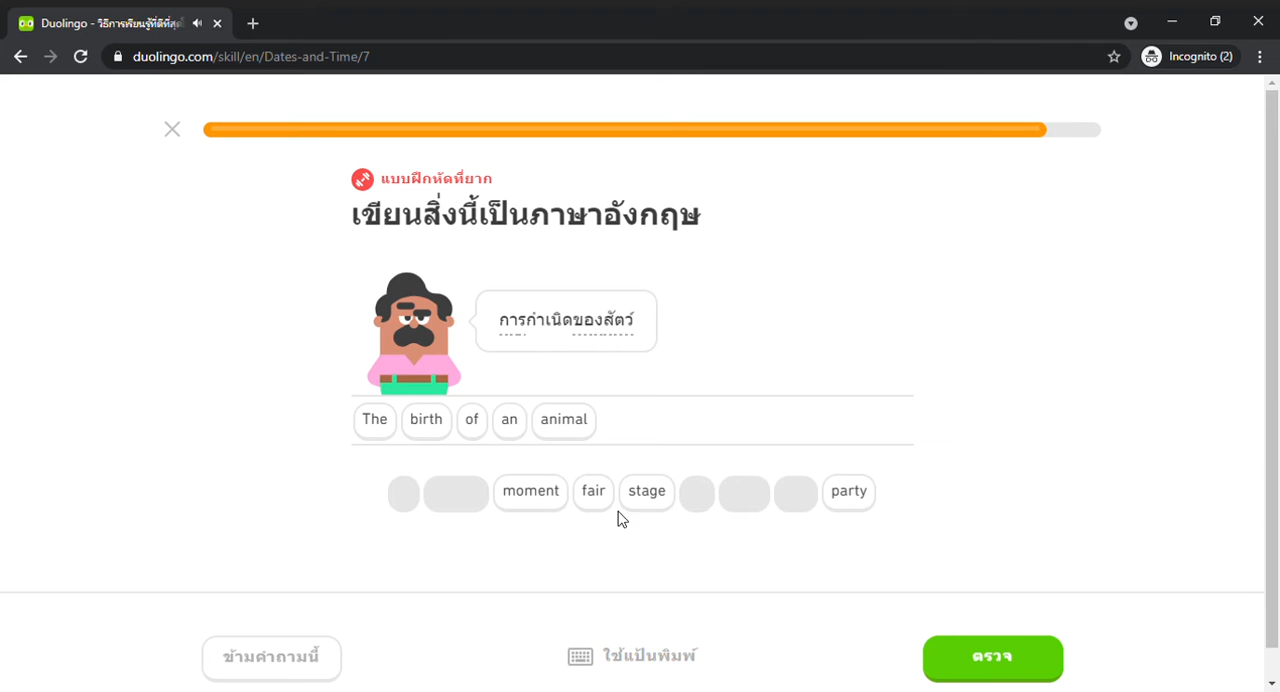 Duolingo - วิธีการเรียนรู้ที่ดีที่สุดใ
duolingo.com/skill/en/Dates-and-Time/7
Incognito (2)
แบบฝึกหัดที่ยาก
เขียนสิ่งนี้เป็นภาษาอังกฤษ
การกำเนิดของสัตว์
The birth of an animal
moment fair stage party
ข้ามคำถามนี้ ใช้แป้นพิมพ์ ตรวจ